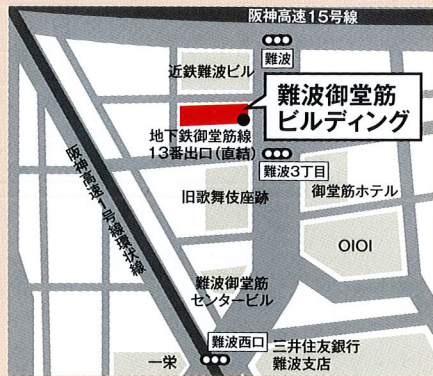 阪神高速15号線
難波
近鉄難波ビル
難波御堂筋
ビルディング
地下鉄御堂筋線
13番出口(直結)
難波3丁目
阪神高速1号線環状線
旧歌舞伎座跡
御堂筋ホテル
OIOI
難波御堂筋
センタービル
難波西口
三井住友銀行
難波支店
一栄